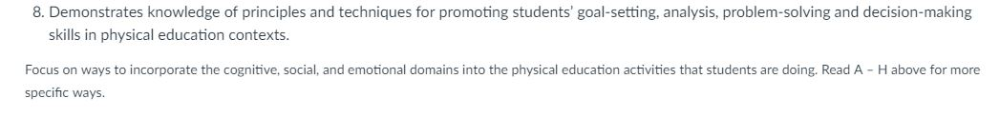 8. Demonstrates knowledge of principles and techniques for promoting students' goal-setting, analysis, problem-solving and decision-making
skills in physical education contexts.
Focus on ways to incorporate the cognitive, social, and emotional domains into the physical education activities that students are doing. Read A – H above for more
specific ways.